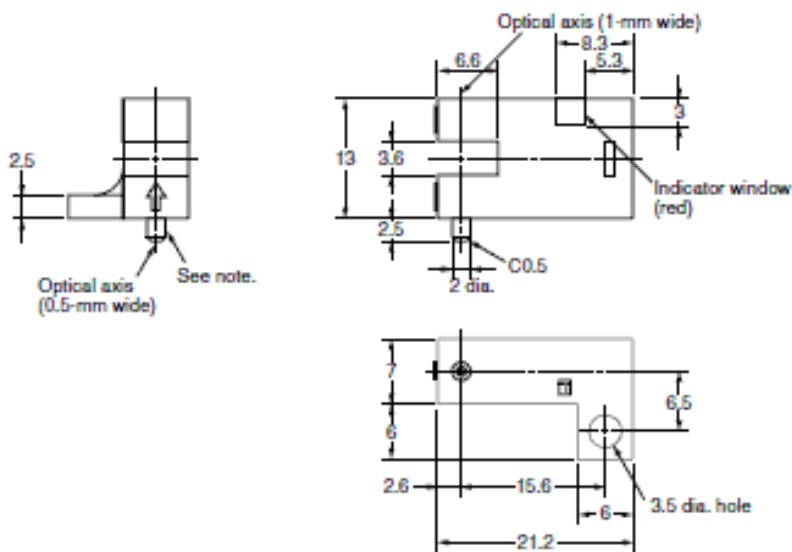 Optical axis (1-mm wide)
8.3
6.6
5.3
3
13
3.6
2.5
2.5
Indicator window
(red)
C0.5
2 dia.
See note.
Optical axis
(0.5-mm wide)
7
6
6.5
2.6
15.6
6
3.5 dia. hole
21.2